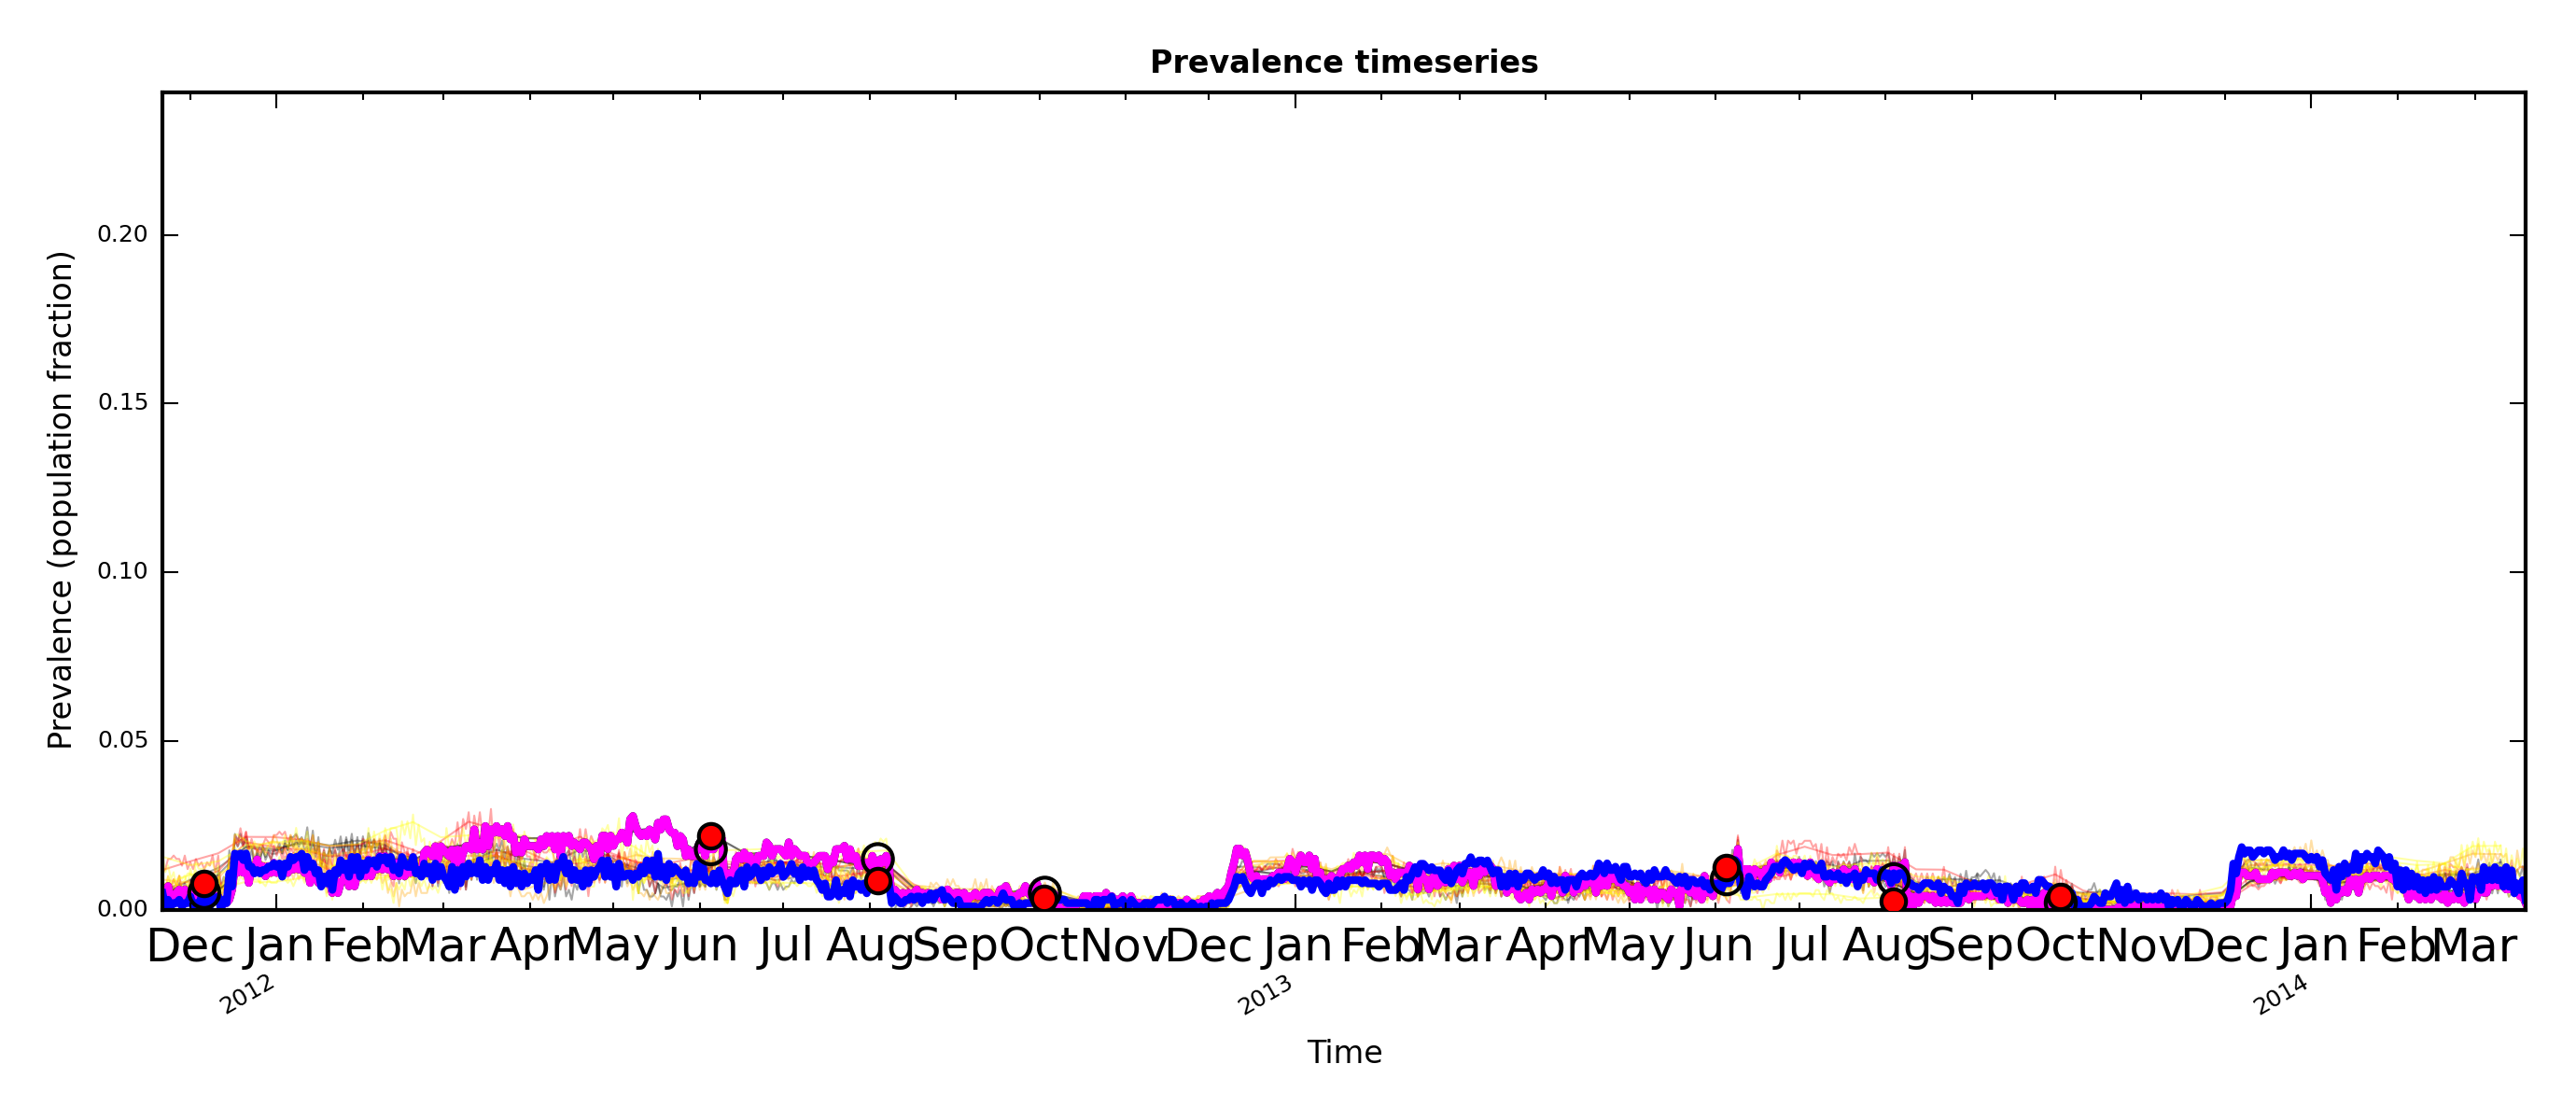 Prevalence timeseries
Prevalence (population fraction)
0.20
0.15
0.10
0.05
0.00
Dec Jan Feb Mar Apr May Jun Jul Aug Sep Oct Nov Dec Jan Feb Mar Apr May Jun Jul Aug Sep Oct Nov Dec Jan Feb Mar
2012 2013 2014
Time